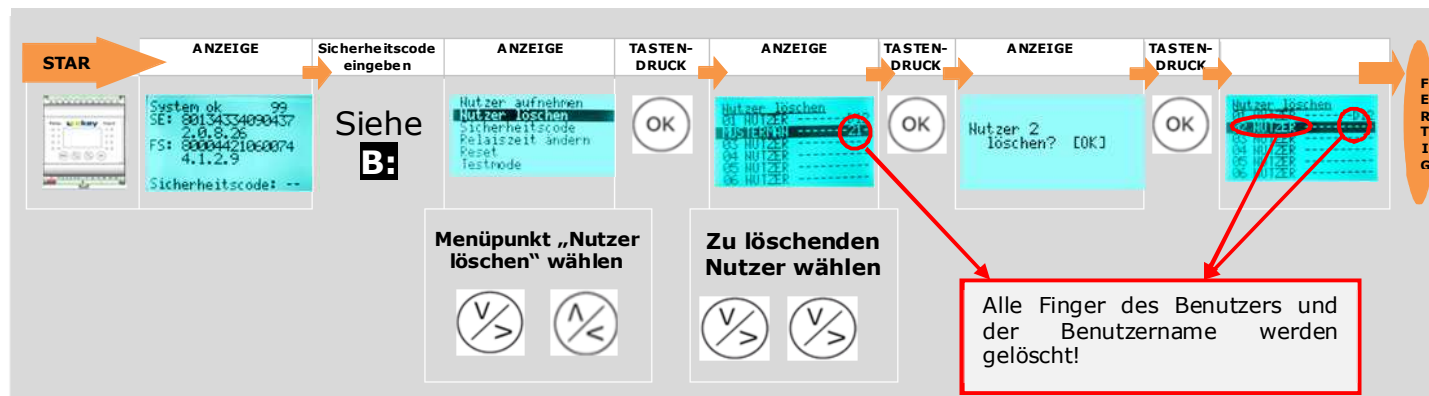 STAR
ANZEIGE
Sicherheitscode
eingeben
ANZEIGE
TASTEN-
DRUCK
ANZEIGE
TASTEN-
DRUCK
ANZEIGE
TASTEN-
DRUCK
FERTIG
System ok 99
SE: 80134334090437
2.0.8.26
FS: 80004421060074
4.1.2.9
Sicherheitscode: --
Siehe
B:
Nutzer aufnehmen
Nutzer löschen
Sicherheitscode
Relaiszeit ändern
Reset
Testmode
OK
Nutzer löschen
01 NUTZER
MUSTERMAN ------21-
03 NUTZER ----------
04 NUTZER ----------
05 NUTZER ----------
06 NUTZER ----------
OK
Nutzer 2
löschen? [OK]
OK
Nutzer löschen
02 NUTZER ----------
04 NUTZER ----------
05 NUTZER ----------
06 NUTZER ----------
Menüpunkt „Nutzer
löschen“ wählen
Zu löschenden
Nutzer wählen
Alle Finger des Benutzers und
der Benutzername werden
gelöscht!